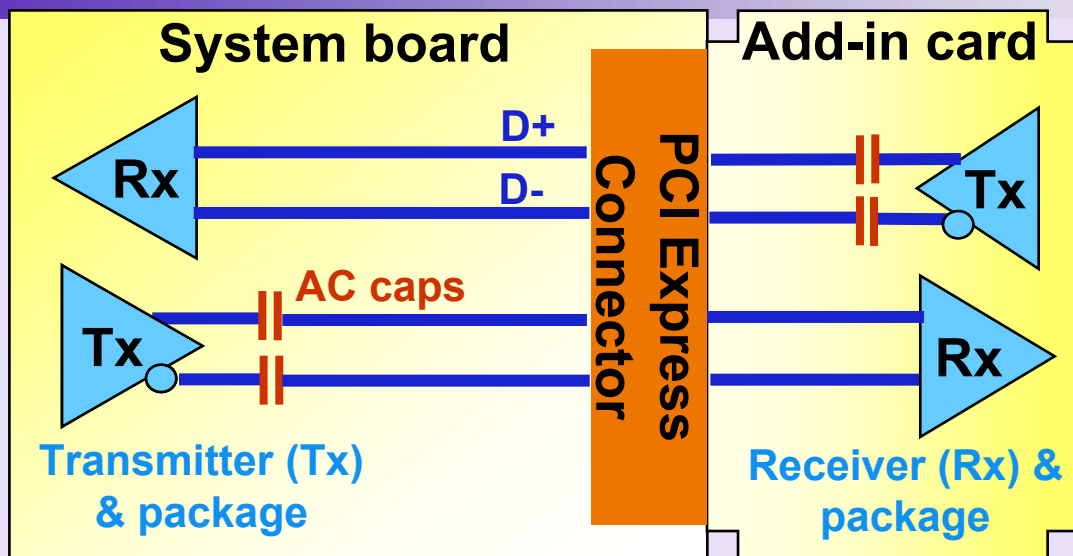 System board
Add-in card
D+
D-
Rx
Tx
PCI Express
Connector
AC caps
Tx
Rx
Transmitter (Tx)
& package
Receiver (Rx) &
package